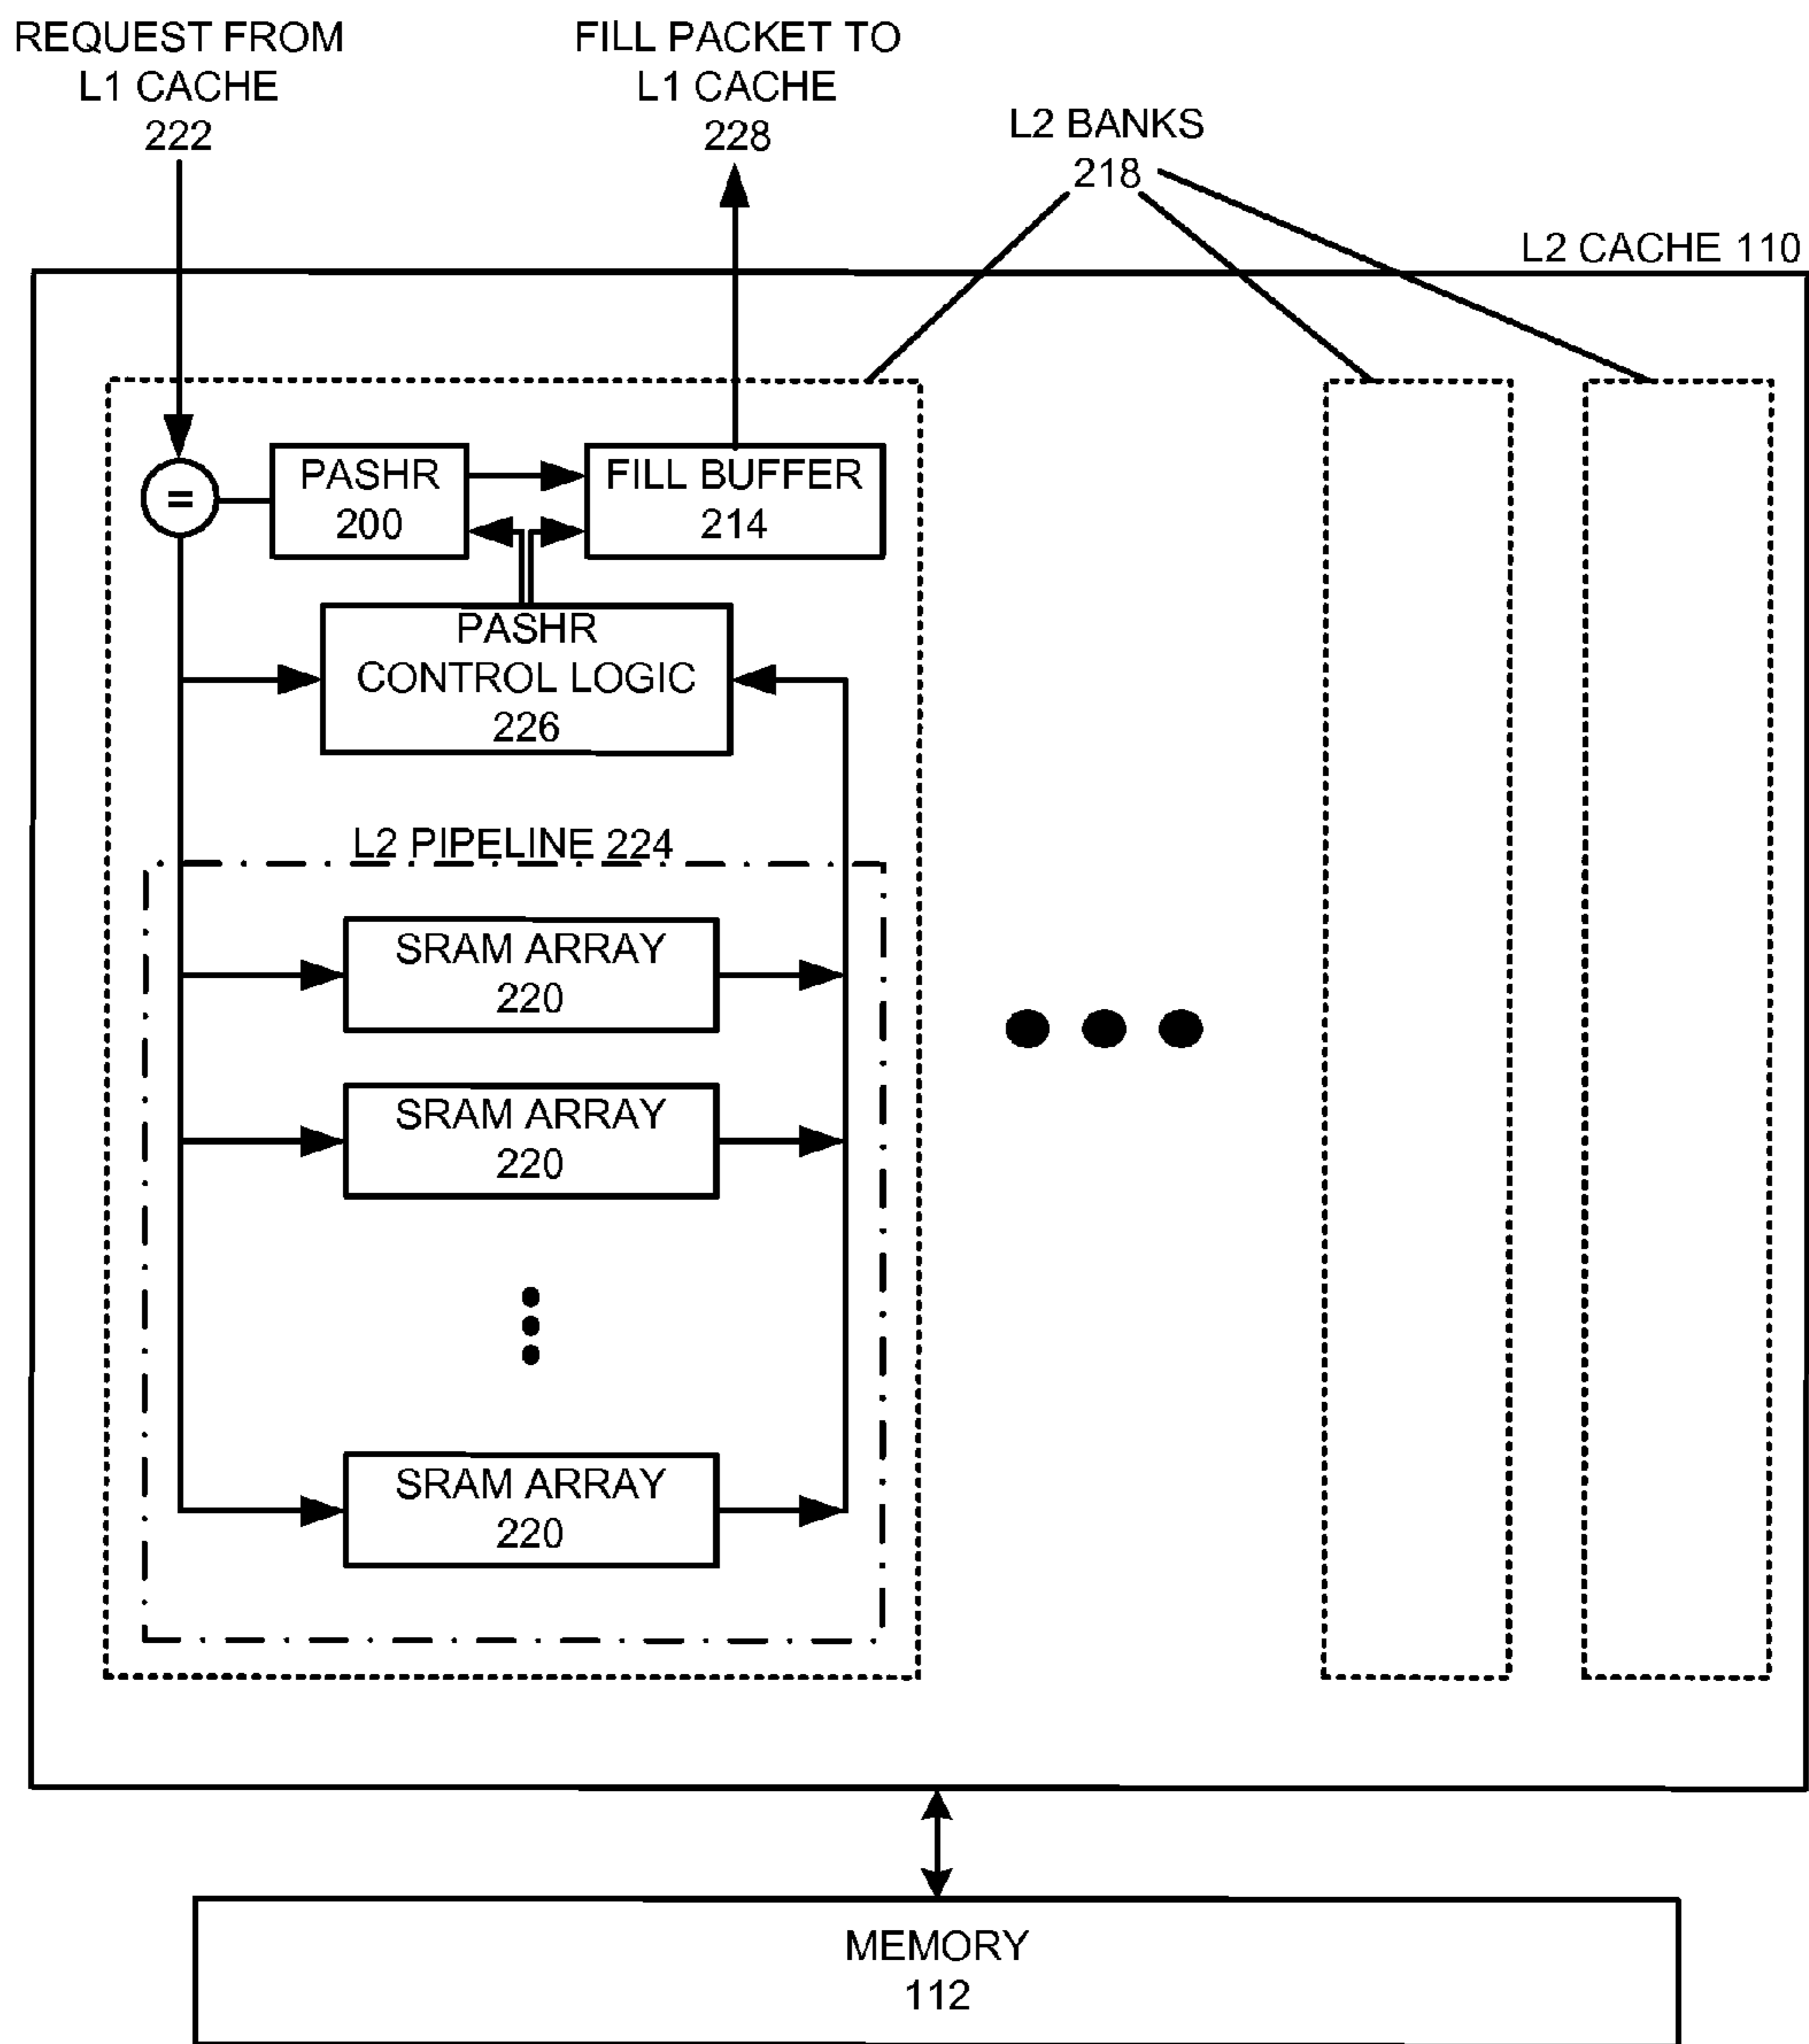 REQUEST FROM
L1 CACHE
222
FILL PACKET TO
L1 CACHE
228
L2 BANKS
218
L2 CACHE 110
=
PASHR
200
FILL BUFFER
214
PASHR
CONTROL LOGIC
226
L2 PIPELINE 224
SRAM ARRAY
220
SRAM ARRAY
220
SRAM ARRAY
220
MEMORY
112